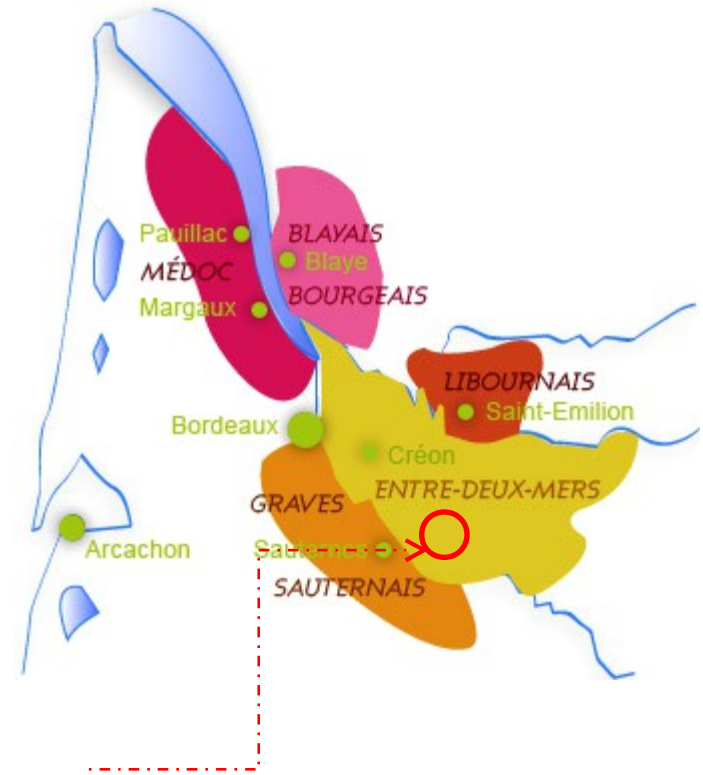 Pauillac
BLAYAIS
Blaye
MÉDOC
BOURGEAIS
Margaux
LIBOURNAIS
Saint-Emilion
Bordeaux
Créon
ENTRE-DEUX-MERS
GRAVES
Arcachon
Sauternes
SAUTERNAIS